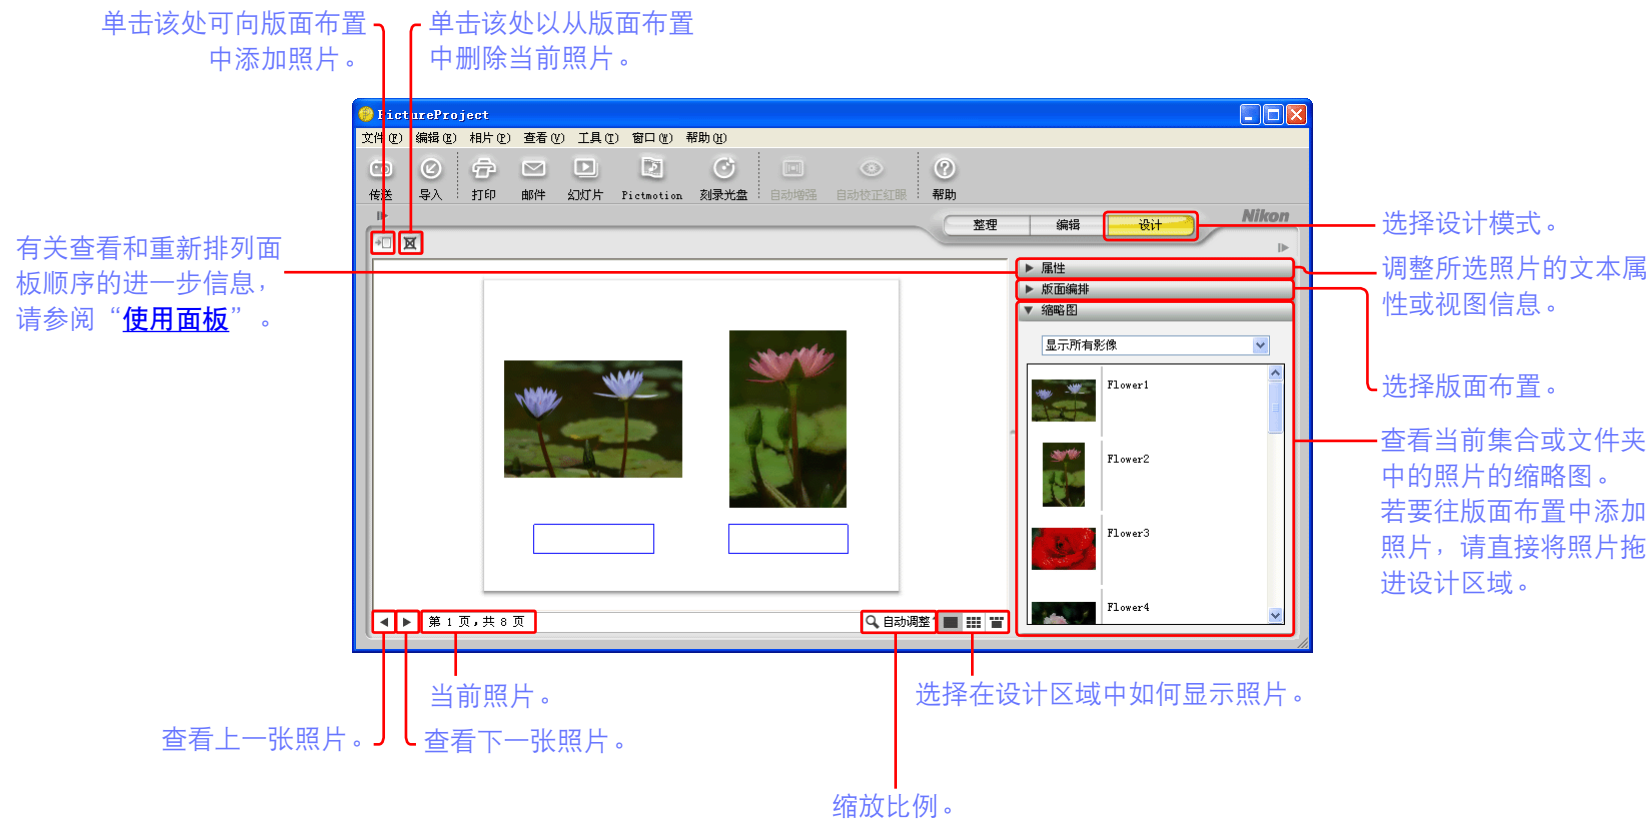 单击该处可向版面布置
中添加照片。
单击该处以从版面布置
中删除当前照片。
PictureProject
文件(F) 编辑(E) 相片(P) 查看(V) 工具(T) 窗口(W) 帮助(H)
传送 导入 打印 邮件 幻灯片 Pictmotion 刻录光盘 自动增强 自动校正红眼 帮助
整理 编辑 设计 Nikon
有关查看和重新排列面
板顺序的进一步信息，
请参阅“使用面板”。
属性
版面编排
缩略图
显示所有影像
Flower1
Flower2
Flower3
Flower4
第 1 页，共 8 页
自动调整
选择设计模式。
调整所选照片的文本属
性或视图信息。
选择版面布置。
查看当前集合或文件夹
中的照片的缩略图。
若要往版面布置中添加
照片，请直接将照片拖
进设计区域。
当前照片。
查看上一张照片。
查看下一张照片。
选择在设计区域中如何显示照片。
缩放比例。